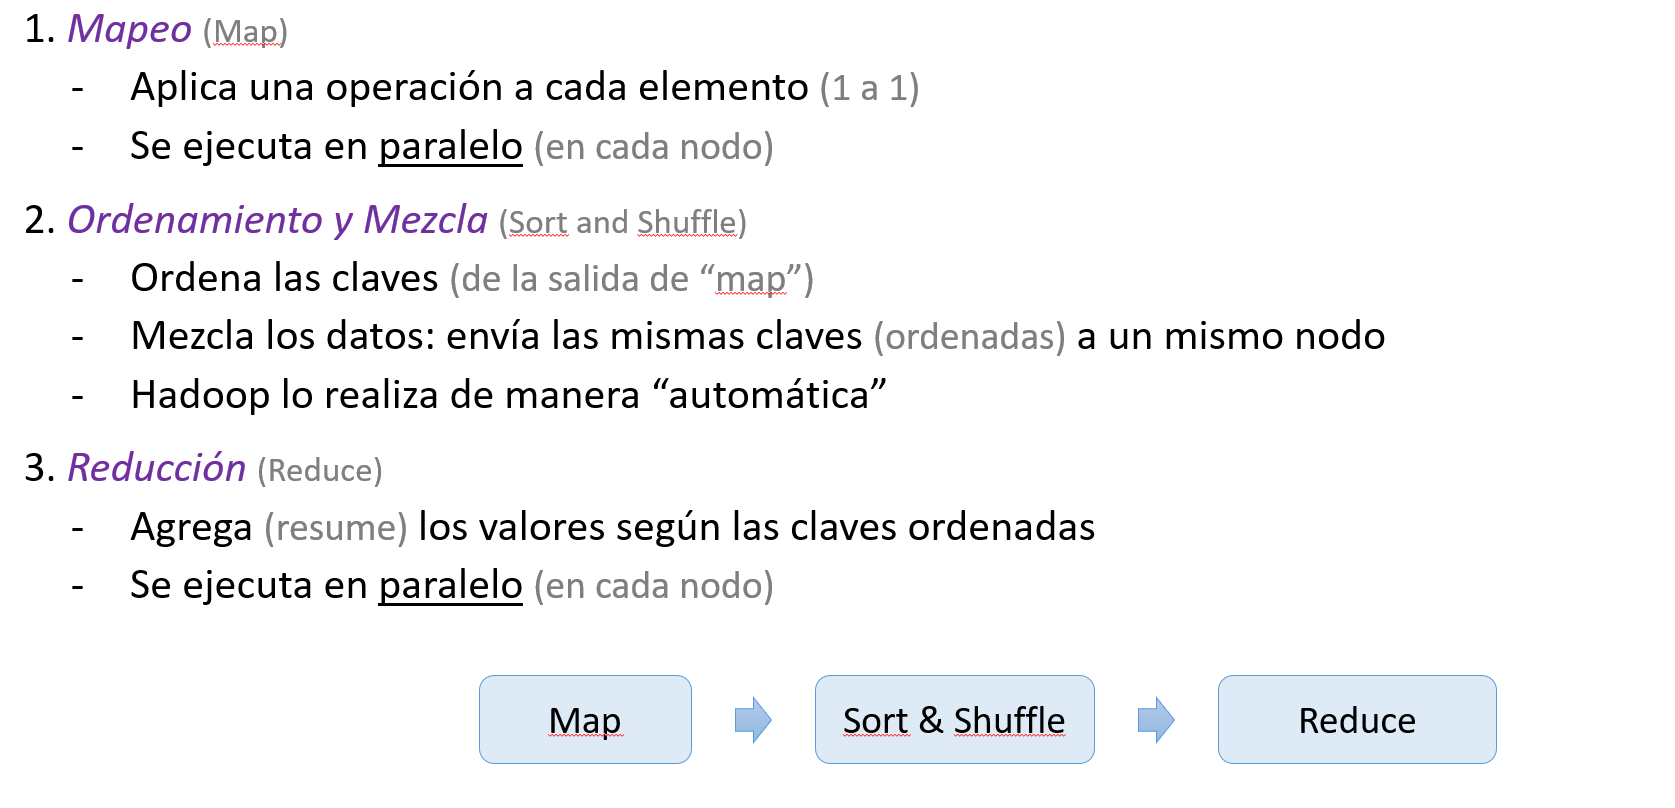 1. Mapeo (Map)
- Aplica una operación a cada elemento (1 a 1)
- Se ejecuta en paralelo (en cada nodo)
2. Ordenamiento y Mezcla (Sort and Shuffle)
- Ordena las claves (de la salida de “map”)
- Mezcla los datos: envía las mismas claves (ordenadas) a un mismo nodo
- Hadoop lo realiza de manera “automática”
3. Reducción (Reduce)
- Agrega (resume) los valores según las claves ordenadas
- Se ejecuta en paralelo (en cada nodo)
Map
Sort & Shuffle
Reduce